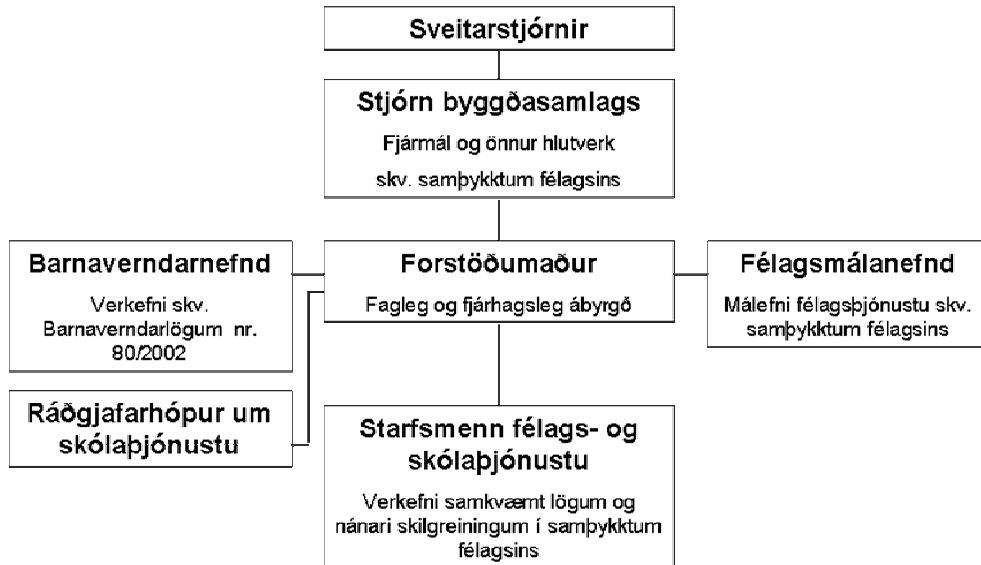 Sveitarstjórnir
Stjórn byggðasamlags
Fjármál og önnur hlutverk
skv. samþykktum félagsins
Barnaverndarnefnd
Verkefni skv.
Barnaverndarlögum nr.
80/2002
Forstöðumaður
Fagleg og fjárhagsleg ábyrgð
Félagsmálanefnd
Málefni félagsþjónustu skv.
samþykktum félagsins
Ráðgjafarhópur um
skólaþjónustu
Starfsmenn félags- og
skólaþjónustu
Verkefni samkvæmt lögum og
nánari skilgreiningum í samþykktum
félagsins